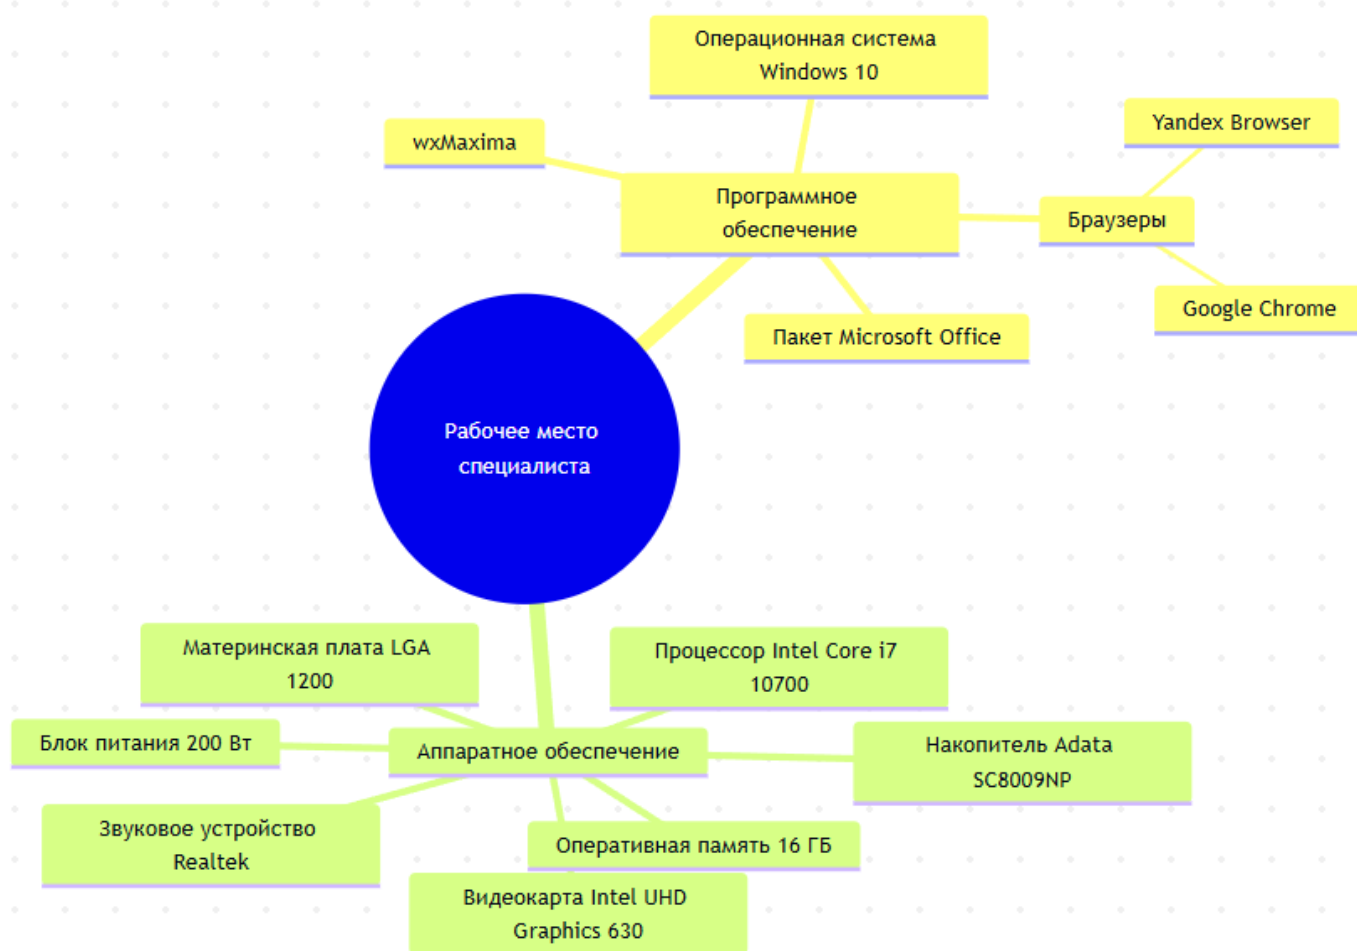 Операционная система
Windows 10
Yandex Browser
wxMaxima
Программное
обеспечение
Браузеры
Google Chrome
Пакет Microsoft Office
Рабочее место
специалиста
Материнская плата LGA
1200
Процессор Intel Core i7
10700
Блок питания 200 Вт
Аппаратное обеспечение
Накопитель Adata
SC8009NP
Звуковое устройство
Realtek
Оперативная память 16 ГБ
Видеокарта Intel UHD
Graphics 630